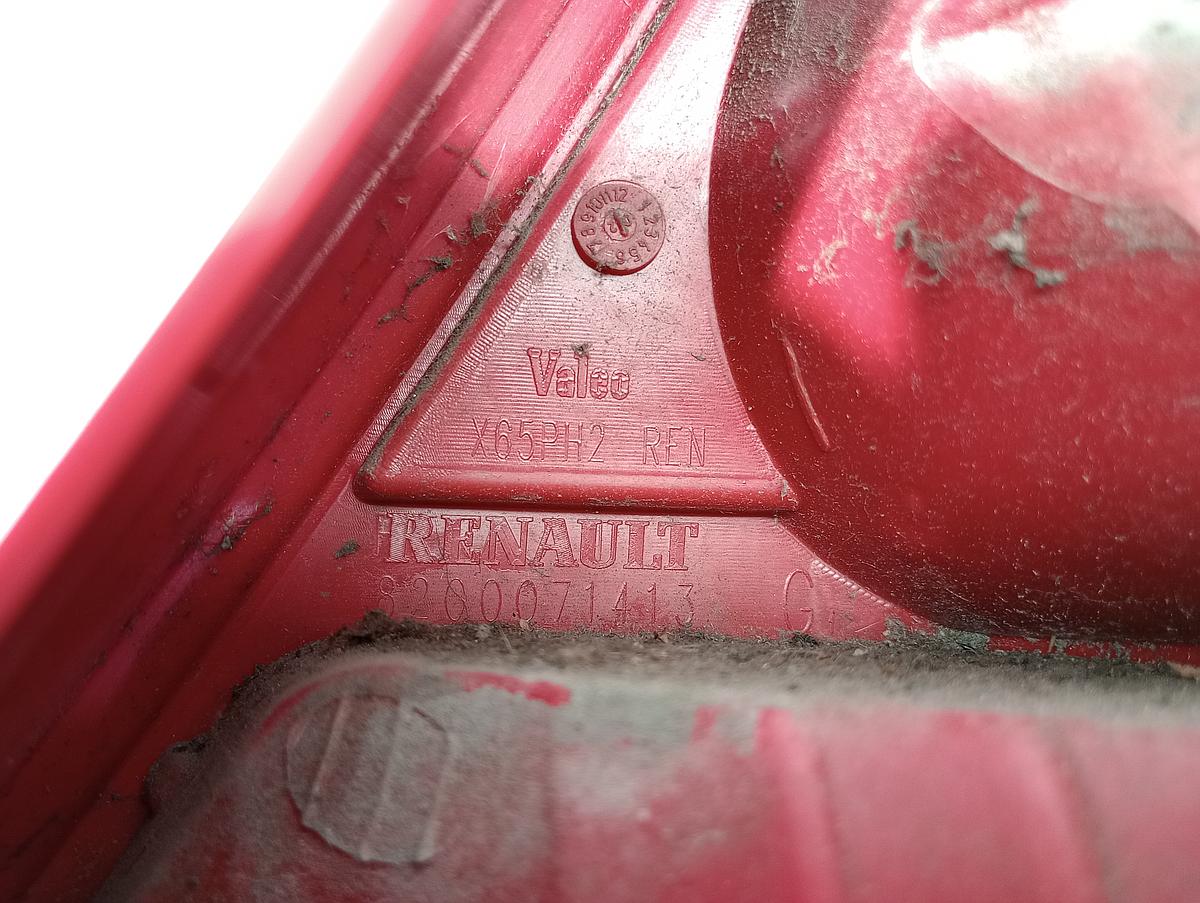 Valeo
X65PH2 REN
RENAULT
8200071413 G